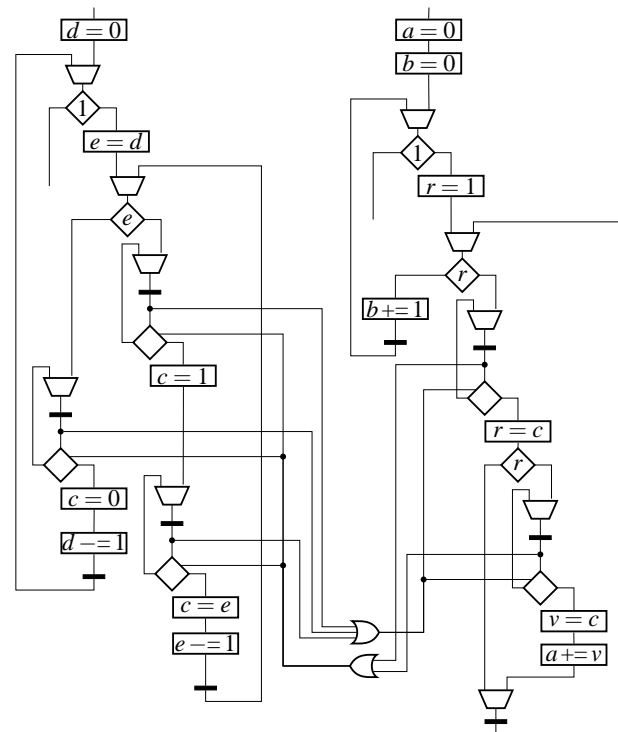 d = 0
1
e = d
e
c = 1
c = 0
d −= 1
c = e
e −= 1
a = 0
b = 0
1
r = 1
r
b += 1
r = c
r
v = c
a += v